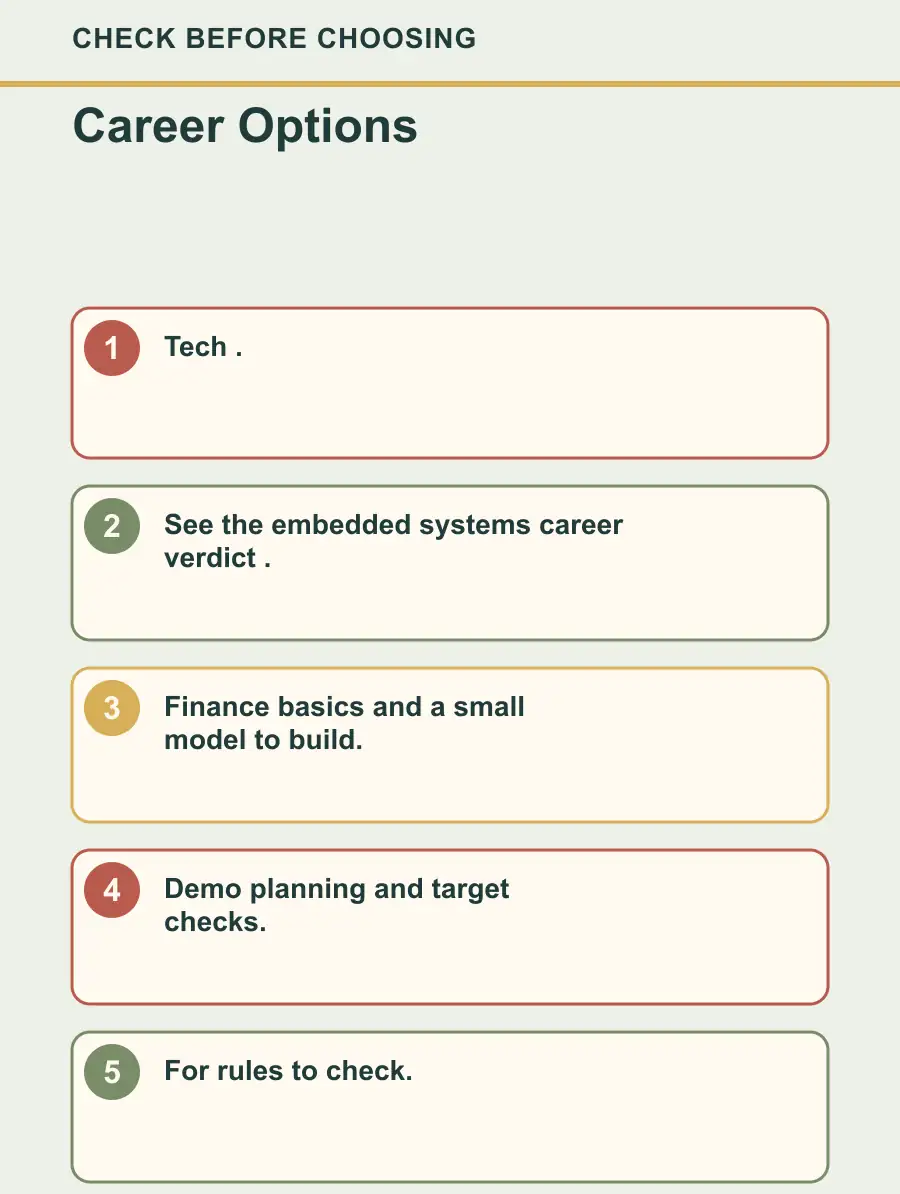 CHECK BEFORE CHOOSING
Career Options
1
Tech .
2
See the embedded systems career
verdict .
3
Finance basics and a small
model to build.
4
Demo planning and target
checks.
5
For rules to check.